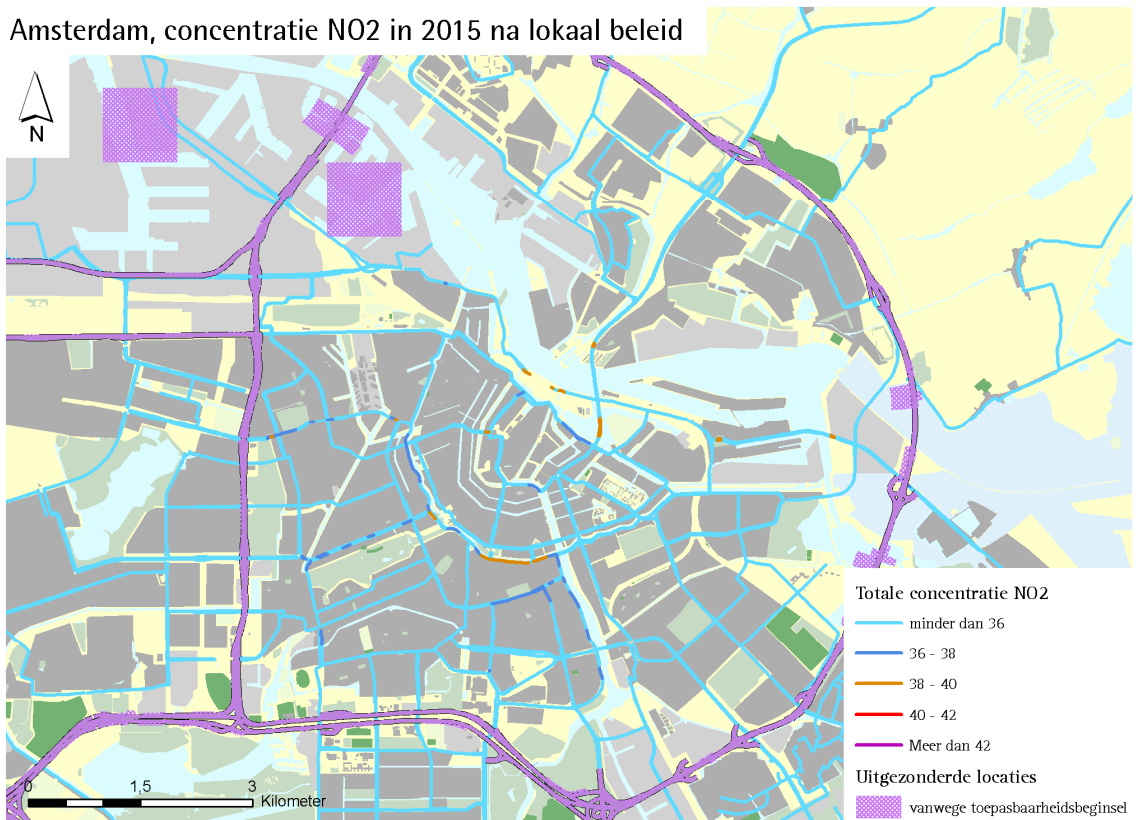 Amsterdam, concentratie NO2 in 2015 na lokaal beleid
N
Totale concentratie NO2
minder dan 36
36 - 38
38 - 40
40 - 42
Meer dan 42
Uitgezonderde locaties
vanwege toepasbaarheidsbeginsel
0 1,5 3
Kilometer